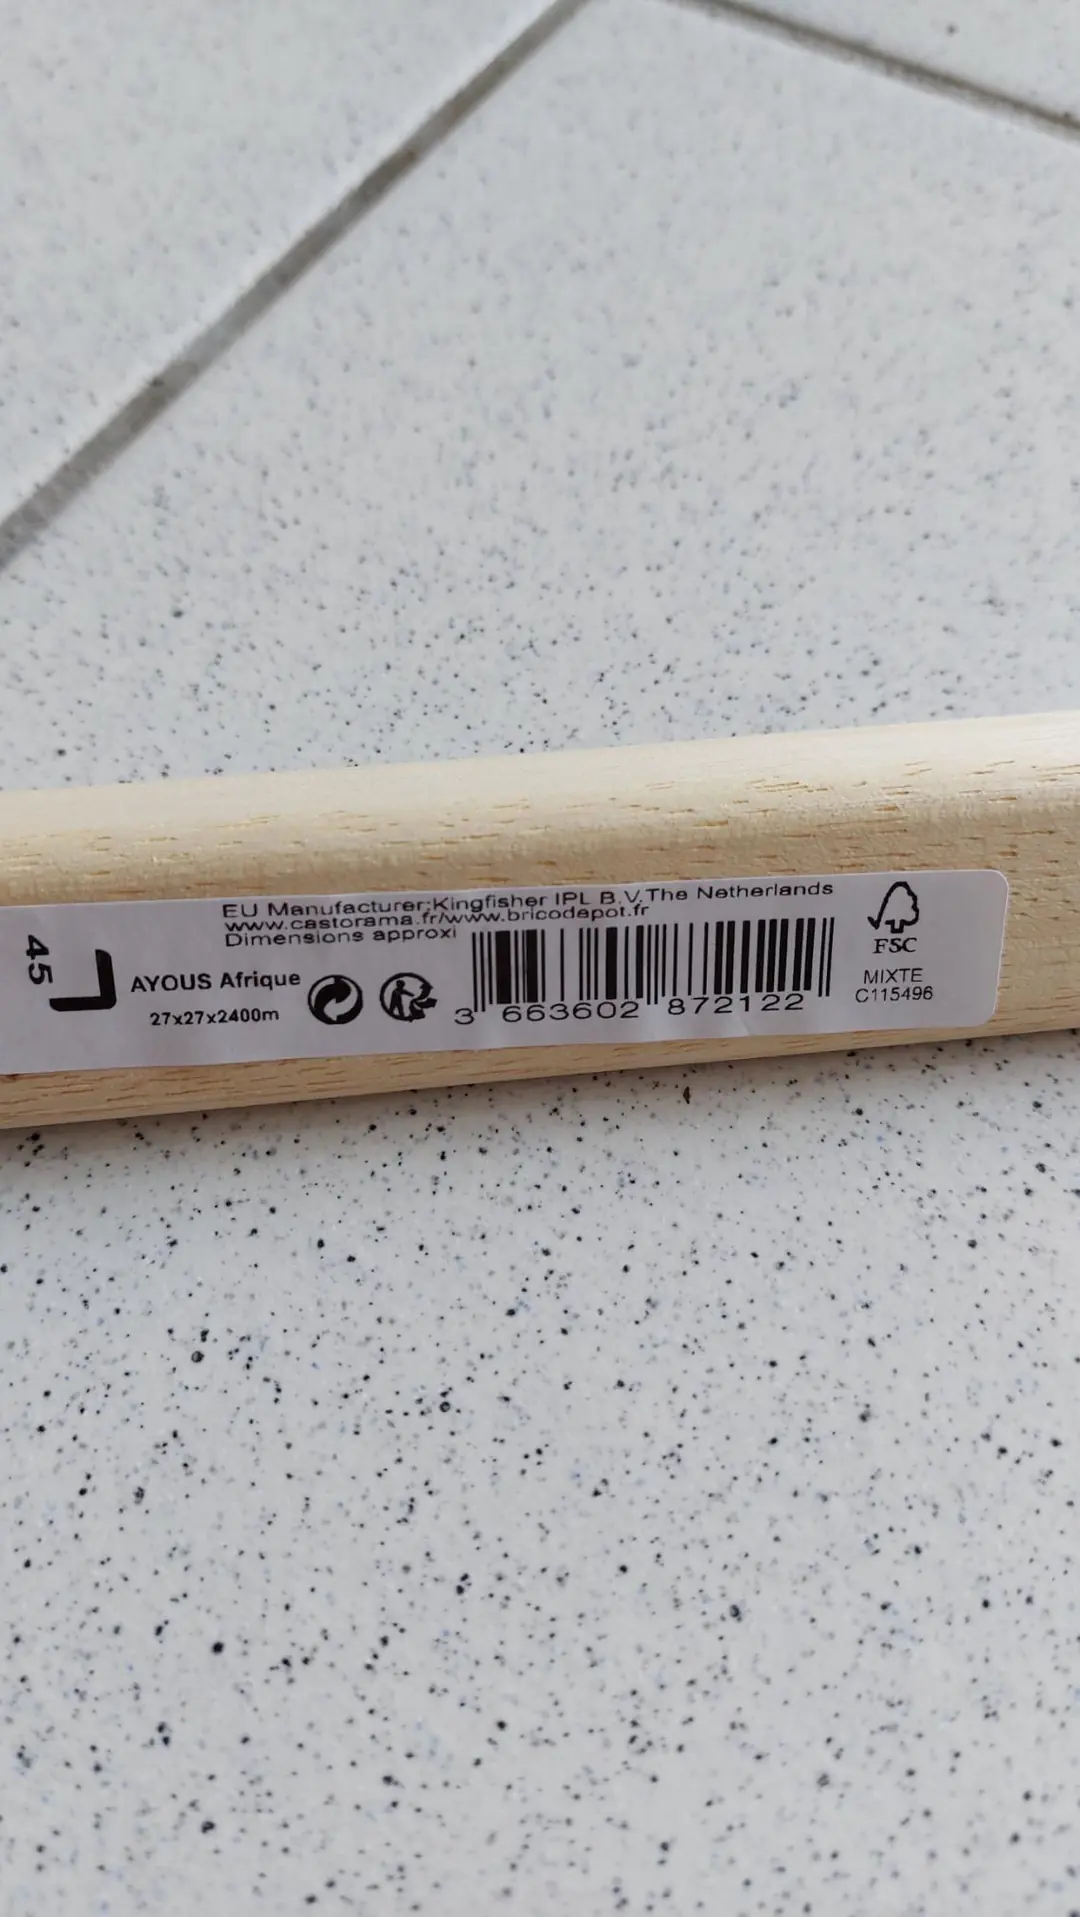 EU Manufacturer:Kingfisher IPL B.V.The Netherlands
www.castorama.fr/www.bricodepot.fr
Dimensions approxi
45
AYOUS Afrique
27x27x2400m
3 663602 872122
FSC
MIXTE
C115496